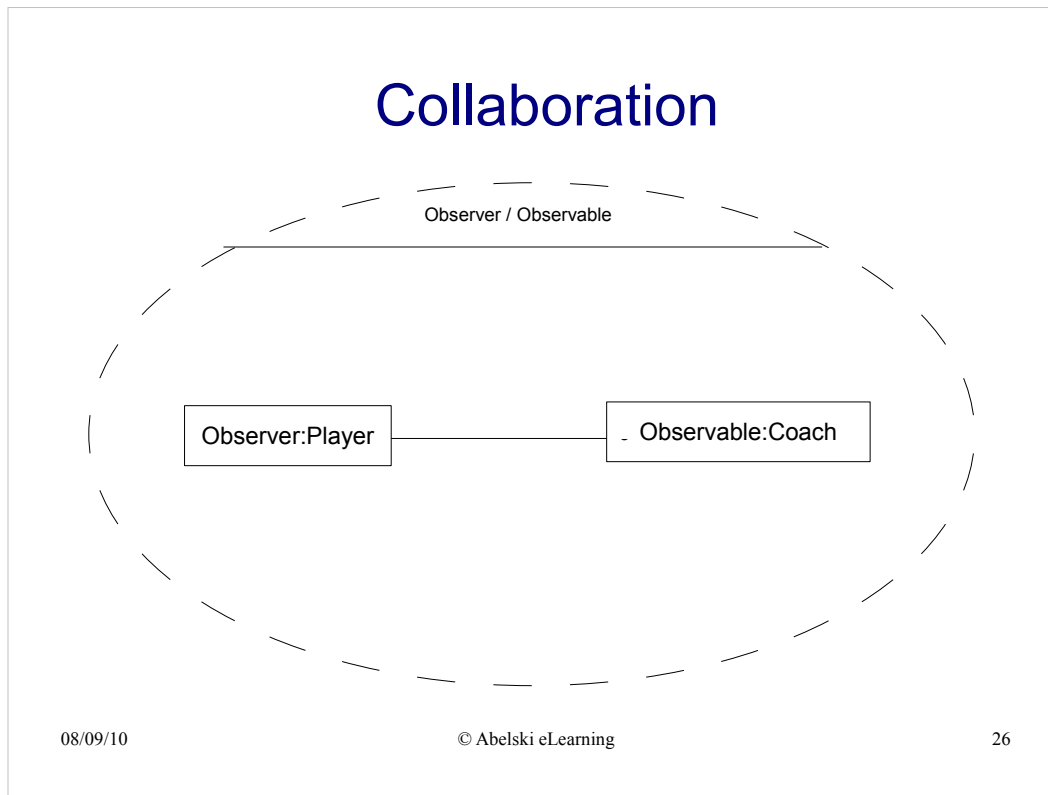 Collaboration
Observer / Observable
Observer:Player
- Observable:Coach
08/09/10
© Abelski eLearning
26